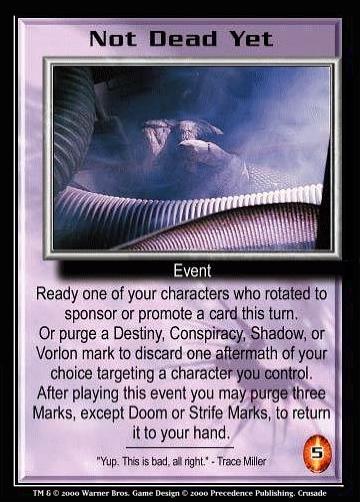 Not Dead Yet
Event
Ready one of your characters who rotated to
sponsor or promote a card this turn.
Or purge a Destiny, Conspiracy, Shadow, or
Vorlon mark to discard one aftermath of your
choice targeting a character you control.
After playing this event you may purge three
Marks, except Doom or Strife Marks, to return
it to your hand.
"Yup. This is bad, all right." - Trace Miller
5
TM & © 2000 Warner Bros. Game Design © 2000 Precedence Publishing. Crusade